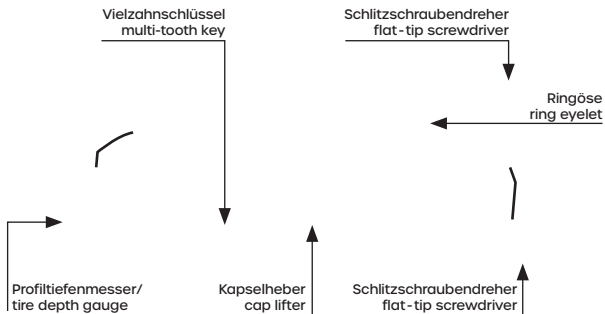 Vielzahnschlüssel
multi-tooth key
Schlitzschraubendreher
flat-tip screwdriver
Ringöse
ring eyelet
Profiltiefenmesser/
tire depth gauge
Kapselheber
cap lifter
Schlitzschraubendreher
flat-tip screwdriver